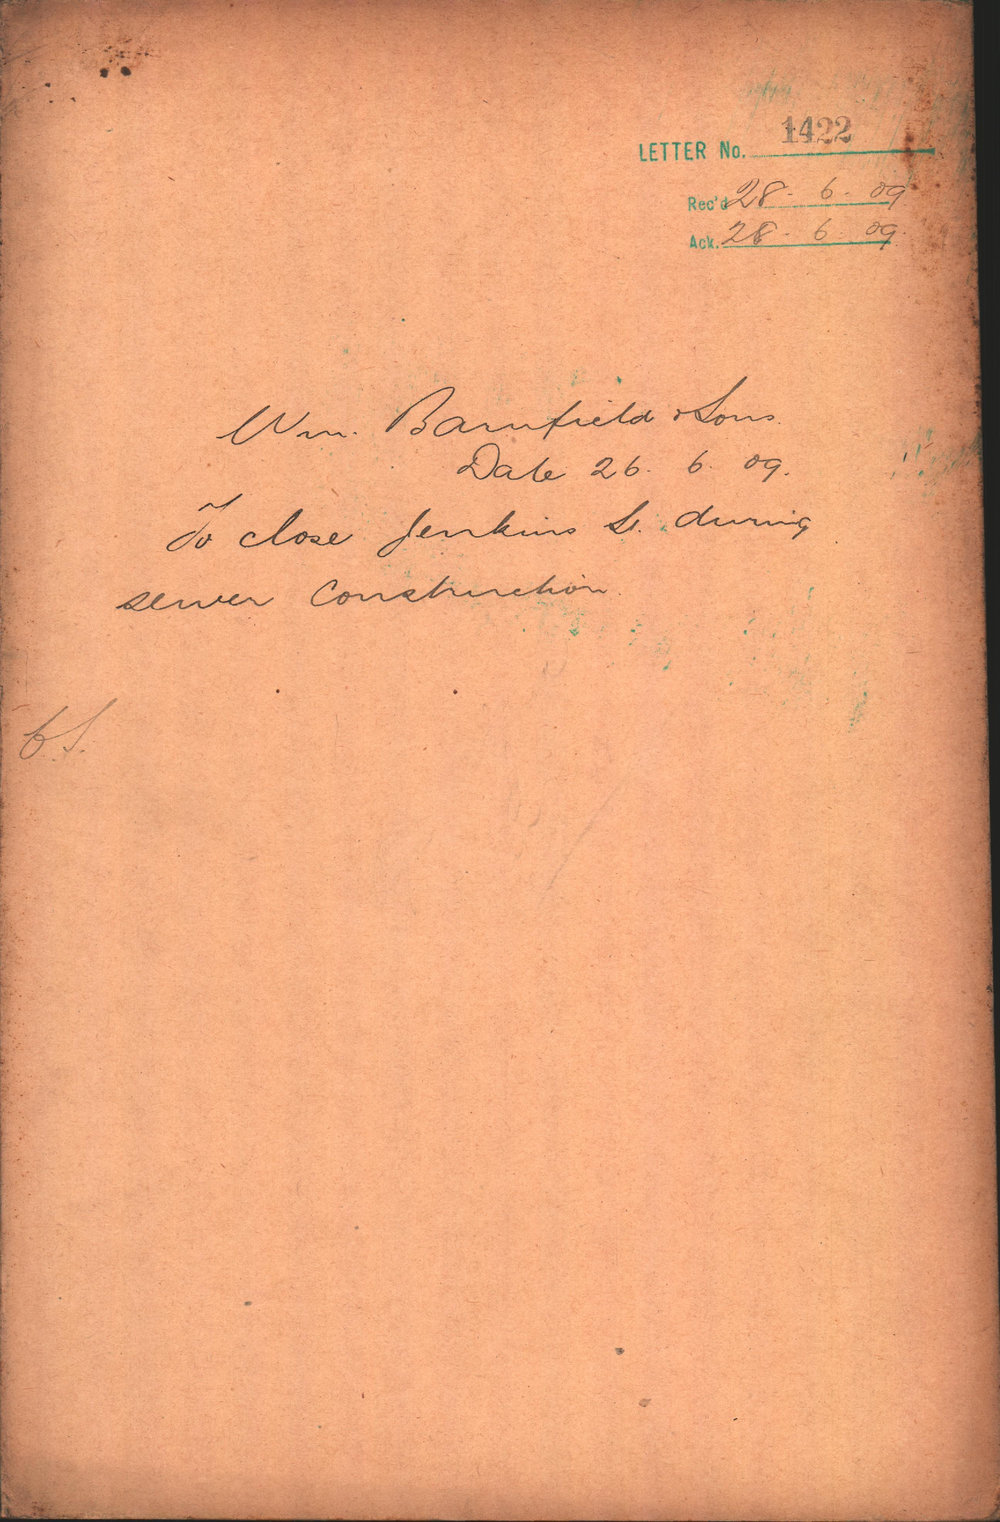 LETTER No. 1422
Rec'd 28. 6. 09
Ack. 28. 6. 09.
Wm. Barnfield & Sons.
Date 26. 6. 09.
To close Jenkins St. during
sewer construction.